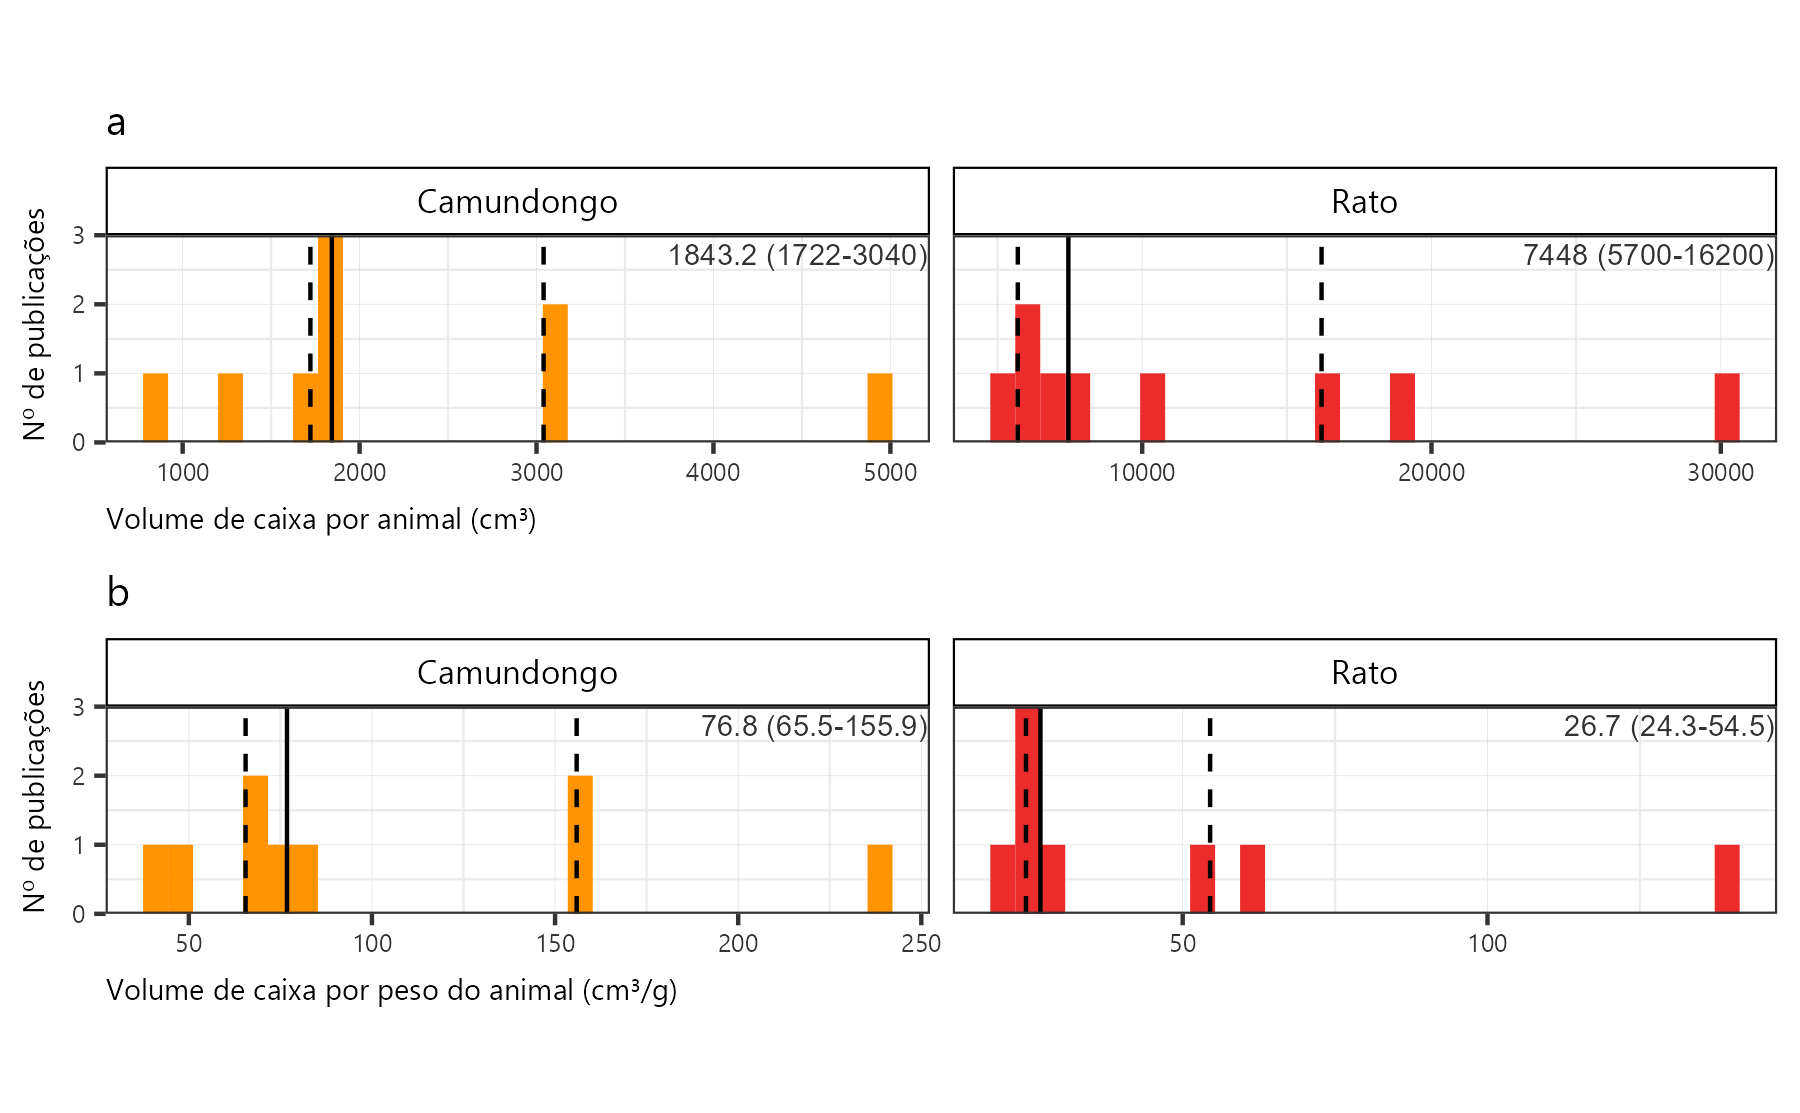 a
Camundongo
Rato
Nº de publicações
3
2
1
0
1843.2 (1722-3040)
7448 (5700-16200)
1000 2000 3000 4000 5000
10000 20000 30000
Volume de caixa por animal (cm³)
b
Camundongo
Rato
Nº de publicações
3
2
1
0
76.8 (65.5-155.9)
26.7 (24.3-54.5)
50 100 150 200 250
50 100
Volume de caixa por peso do animal (cm³/g)